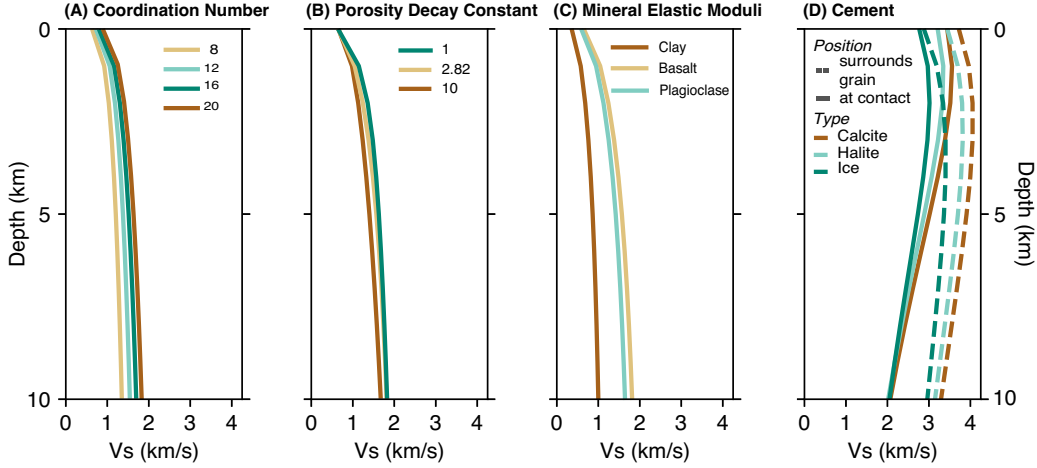 (A) Coordination Number
(B) Porosity Decay Constant
(C) Mineral Elastic Moduli
(D) Cement
0
5
10
Depth (km)
8
12
16
20
0 1 2 3 4
Vs (km/s)
1
2.82
10
0 1 2 3 4
Vs (km/s)
Clay
Basalt
Plagioclase
0 1 2 3 4
Vs (km/s)
Position
surrounds
grain
at contact
Type
Calcite
Halite
Ice
0 1 2 3 4
Vs (km/s)
0
5
10
Depth (km)